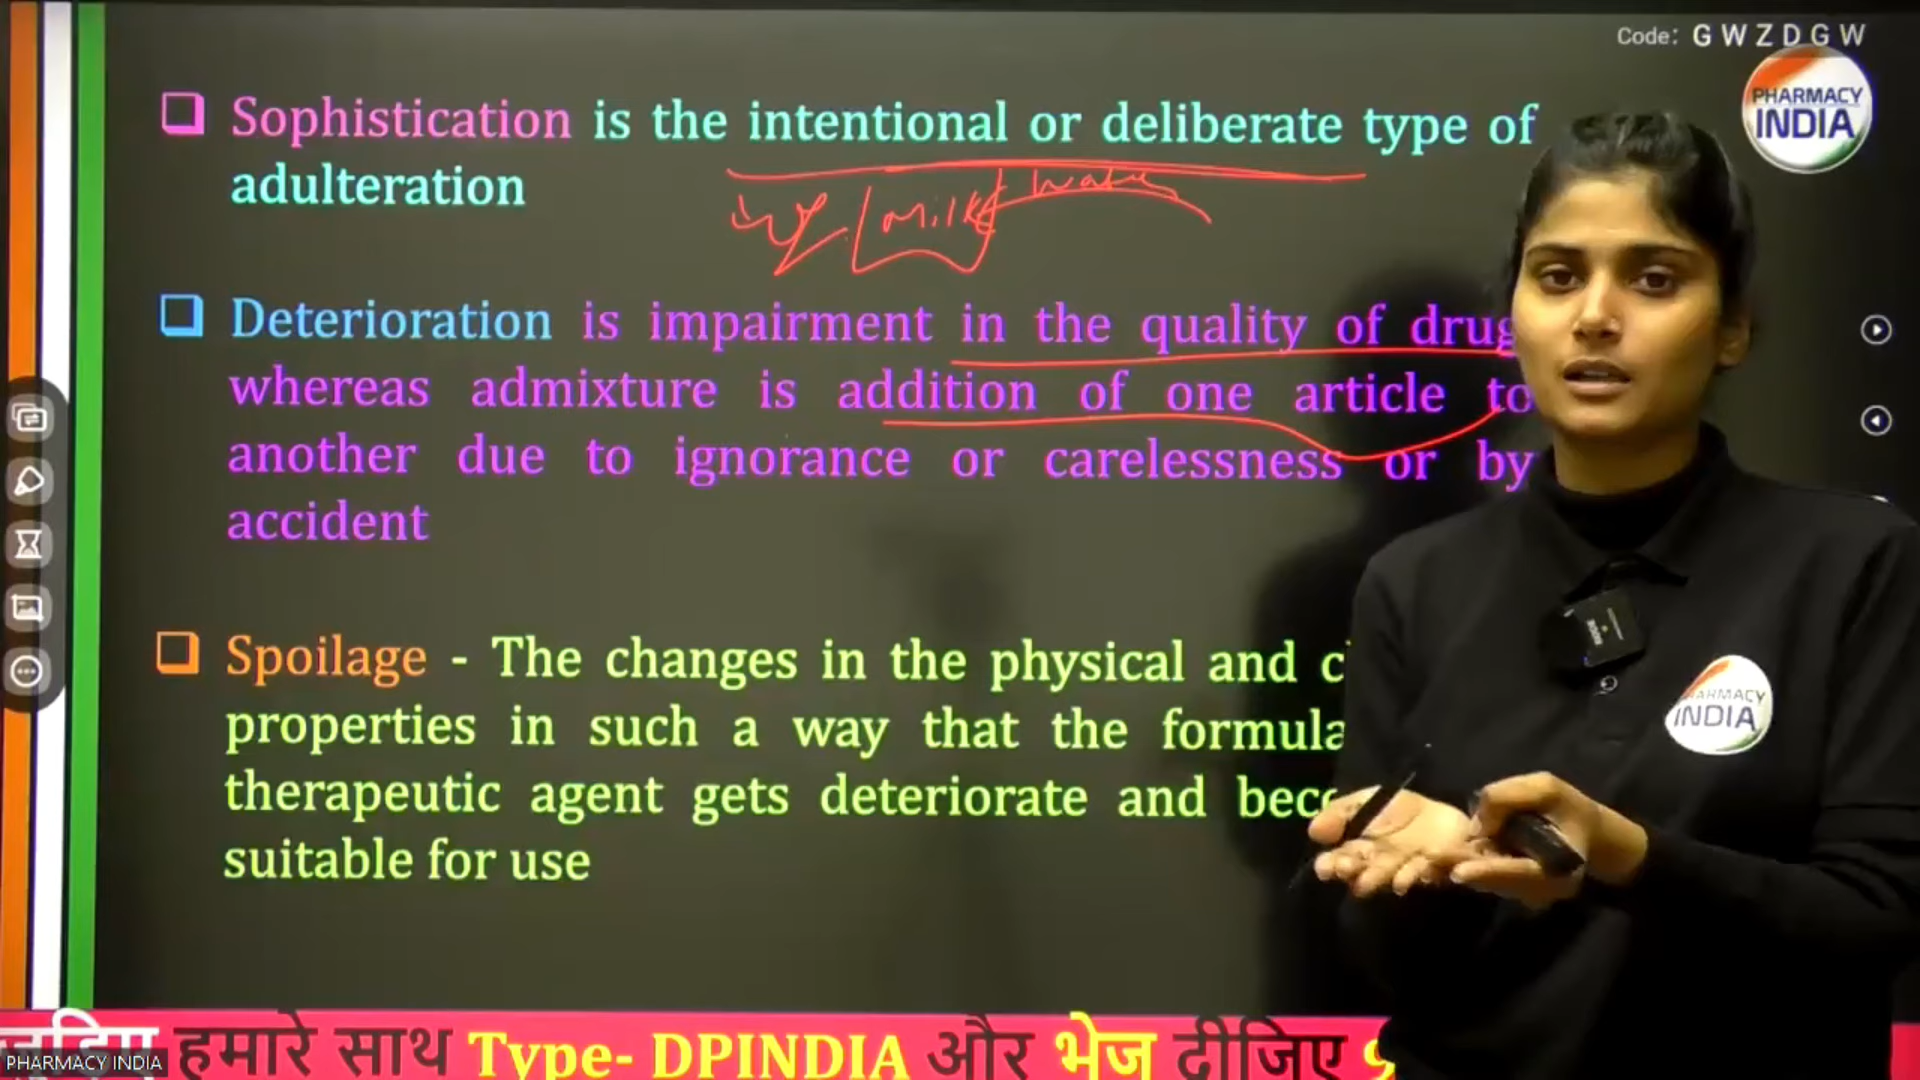 Code: GWZDGW
PHARMACY
INDIA
Sophistication is the intentional or deliberate type of
adulteration
Milk water
Deterioration is impairment in the quality of drug
whereas admixture is addition of one article to
another due to ignorance or carelessness or by
accident
Spoilage - The changes in the physical and
properties in such a way that the
therapeutic agent gets deteriorate and
suitable for use
INDIA
हमारे साथ Type- DPINDIA और भेज दीजिए 9
PHARMACY INDIA